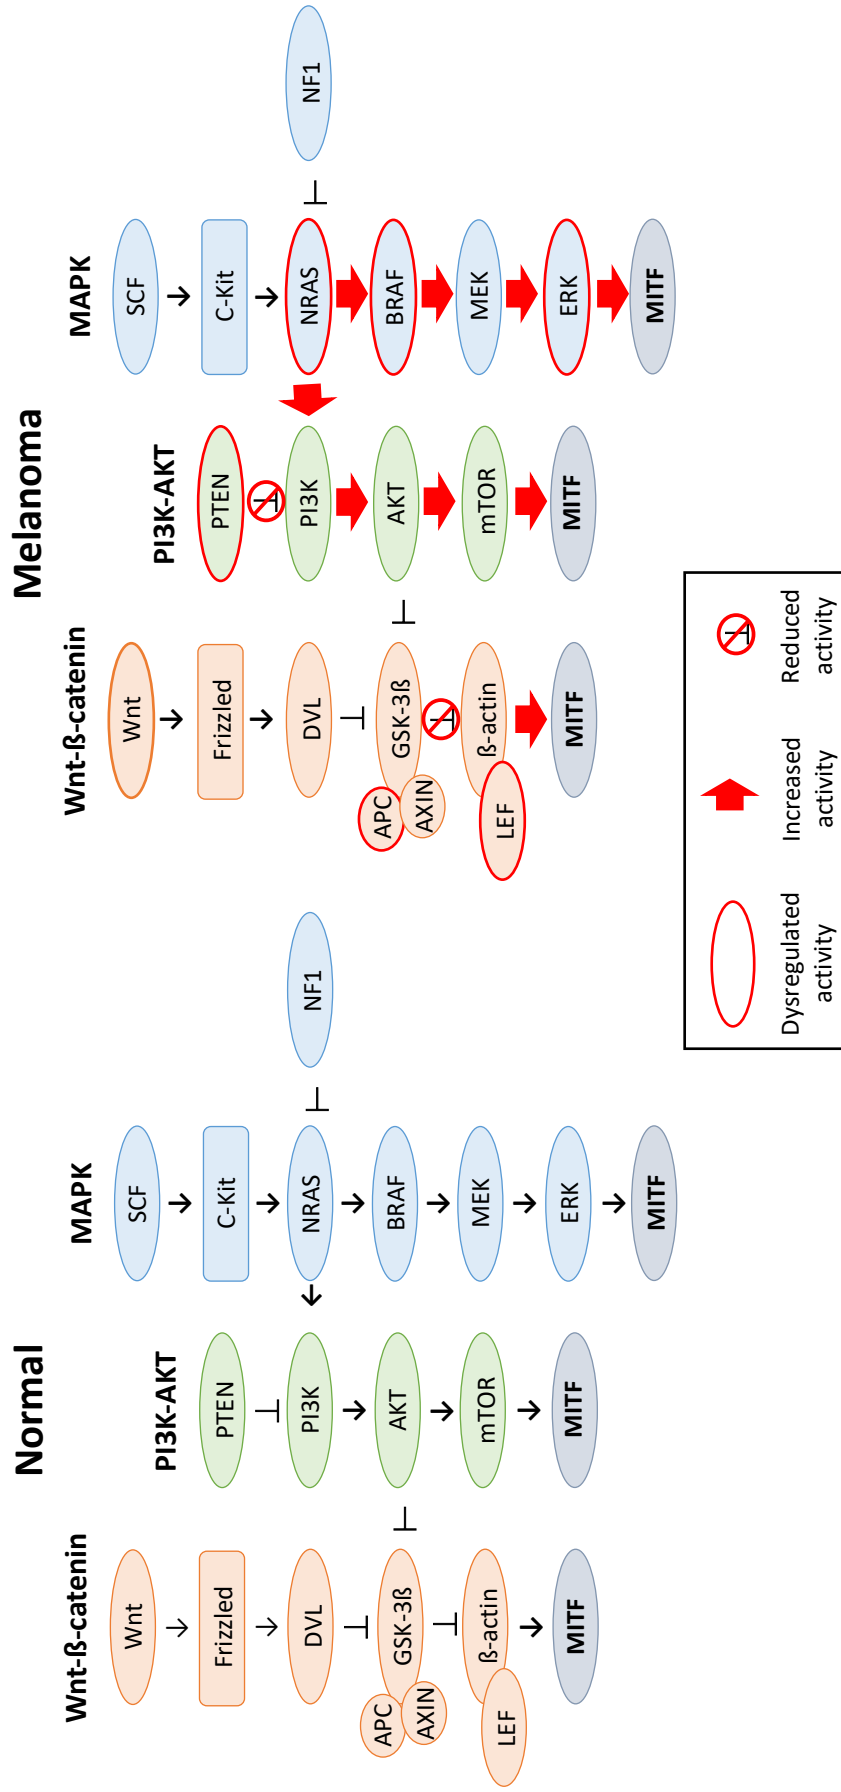 Normal
Wnt-ß-catenin
PI3K-AKT
MAPK
Wnt
Frizzled
DVL
GSK-3ß
APC
AXIN
ß-actin
LEF
MITF
PTEN
PI3K
AKT
mTOR
MITF
SCF
C-Kit
NRAS
NF1
BRAF
MEK
ERK
MITF
Melanoma
Wnt-ß-catenin
PI3K-AKT
MAPK
Wnt
Frizzled
DVL
GSK-3ß
APC
AXIN
ß-actin
LEF
MITF
PTEN
PI3K
AKT
mTOR
MITF
SCF
C-Kit
NRAS
NF1
BRAF
MEK
ERK
MITF
Dysregulated
activity
Increased
activity
Reduced
activity